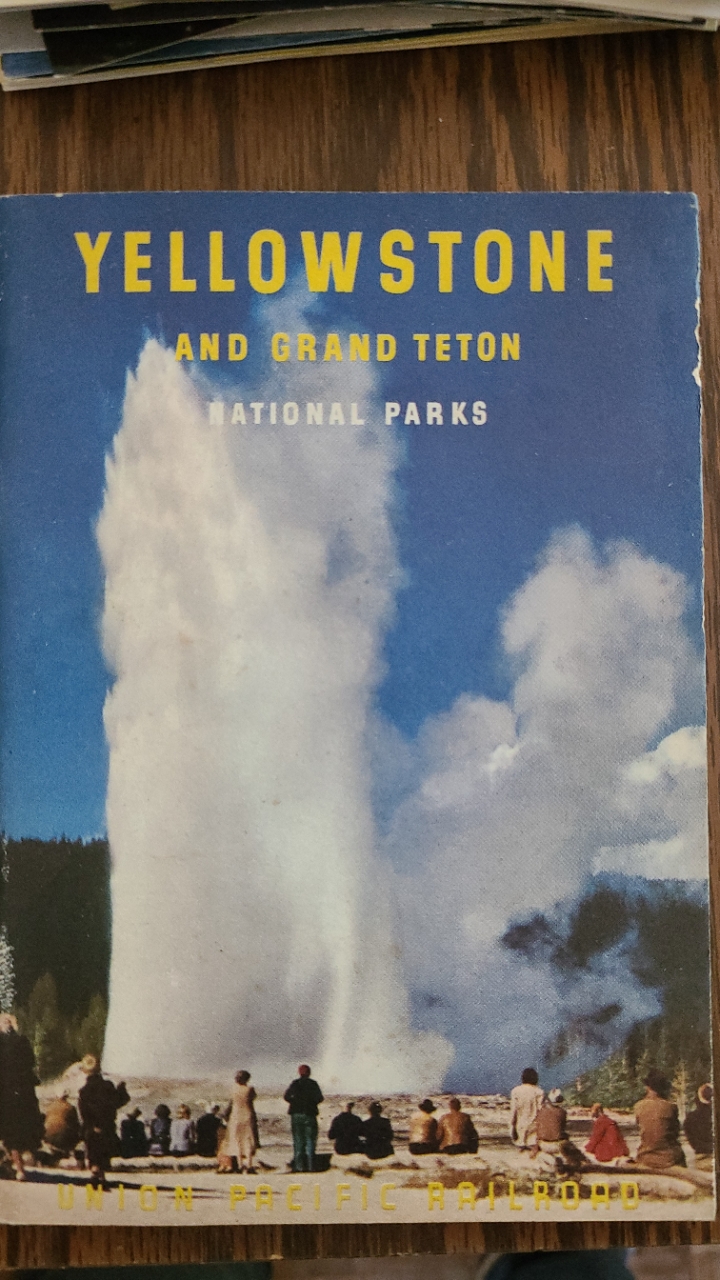 YELLOWSTONE
AND GRAND TETON
NATIONAL PARKS
UNION PACIFIC RAILROAD